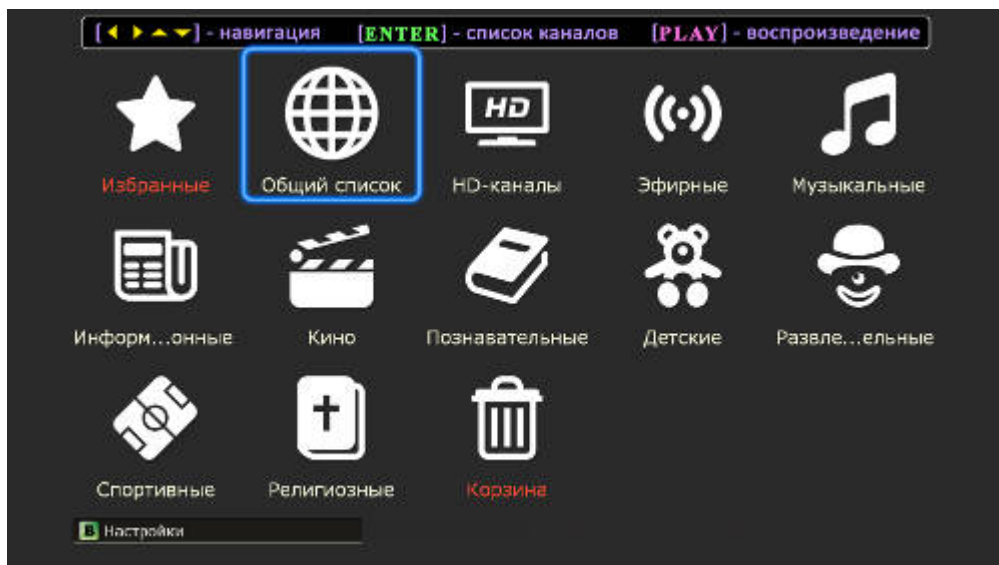 [◄ ► ▲ ▼] - навигация [ENTER] - список каналов [PLAY] - воспроизведение
HD
Избранные Общий список HD-каналы Эфирные Музыкальные
Информ...онные Кино Познавательные Детские Развле...ельные
Спортивные Религиозные Корзина
B Настройки